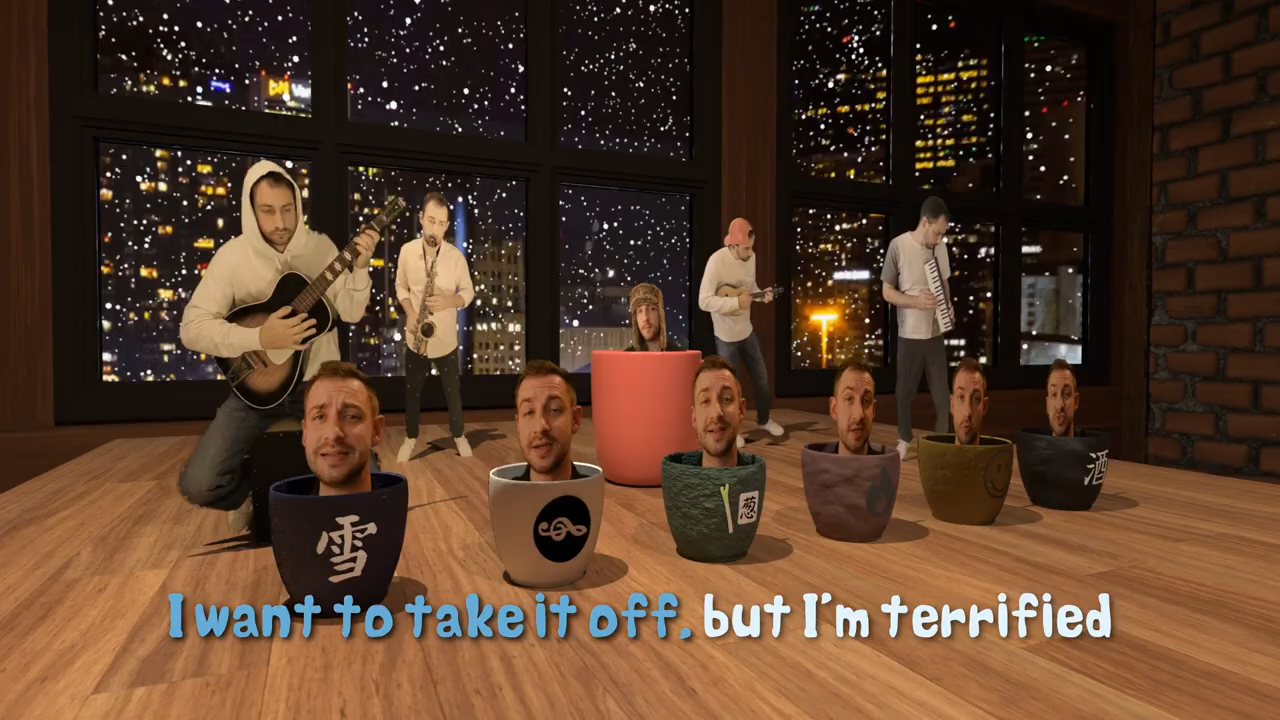 雪
葱
酒
I want to take it off, but I'm terrified